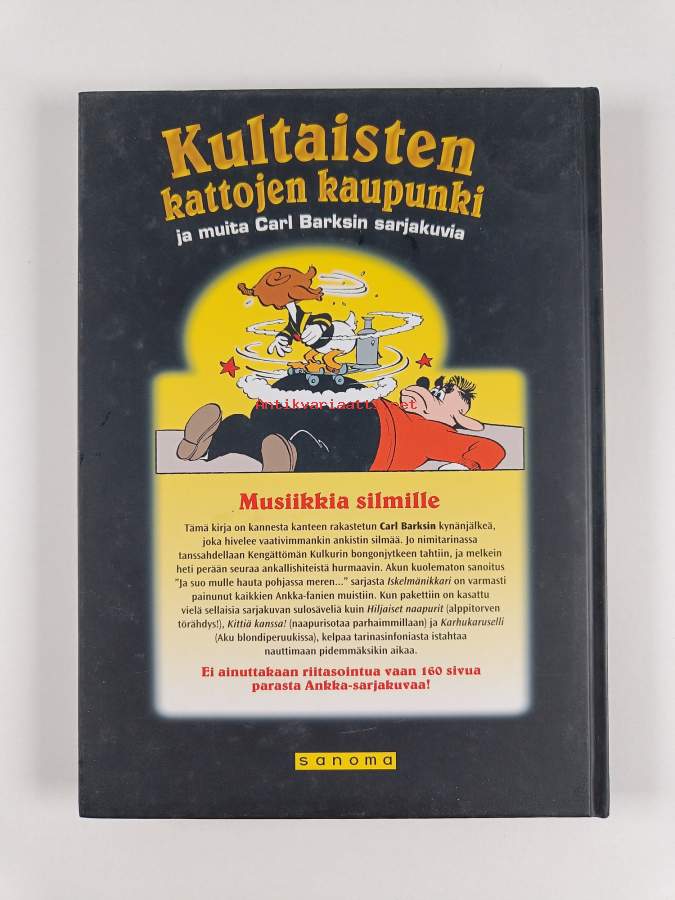 Kultaisten
kattojen kaupunki
ja muita Carl Barksin sarjakuvia
Antikvariaatti.net
Musiikkia silmille
Tämä kirja on kannesta kanteen rakastetun Carl Barksin kynänjälkeä,
joka hivelee vaativimmankin ankistin silmää. Jo nimitarinassa
tanssahdellaan Kengättömän Kulkurin bongonjytkeen tahtiin, ja melkein
heti perään seuraa ankallishiteistä hurmaavin. Akun kuolematon sanoitus
"Ja suo mulle hauta pohjassa meren..." sarjasta Iskelmänikkari on varmasti
painunut kaikkien Ankka-fanien muistiin. Kun pakettiin on kasattu
vielä sellaisia sarjakuvan sulosäveliä kuin Hiljaiset naapurit (alppitorven
törähdys!), Kittiä kanssa! (naapurisotaa parhaimmillaan) ja Karhukaruselli
(Aku blondiperuukissa), kelpaa tarinasinfoniasta istahtaa
nauttimaan pidemmäksikin aikaa.
Ei ainuttakaan riitasointua vaan 160 sivua
parasta Ankka-sarjakuvaa!
sanoma